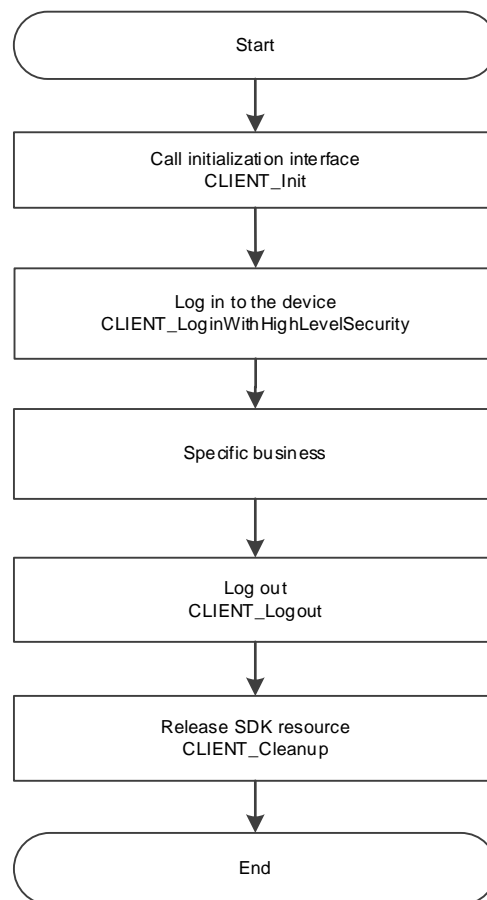 Start
Call initialization interface
CLIENT_Init
Log in to the device
CLIENT_LoginWithHighLevelSecurity
Specific business
Log out
CLIENT_Logout
Release SDK resource
CLIENT_Cleanup
End